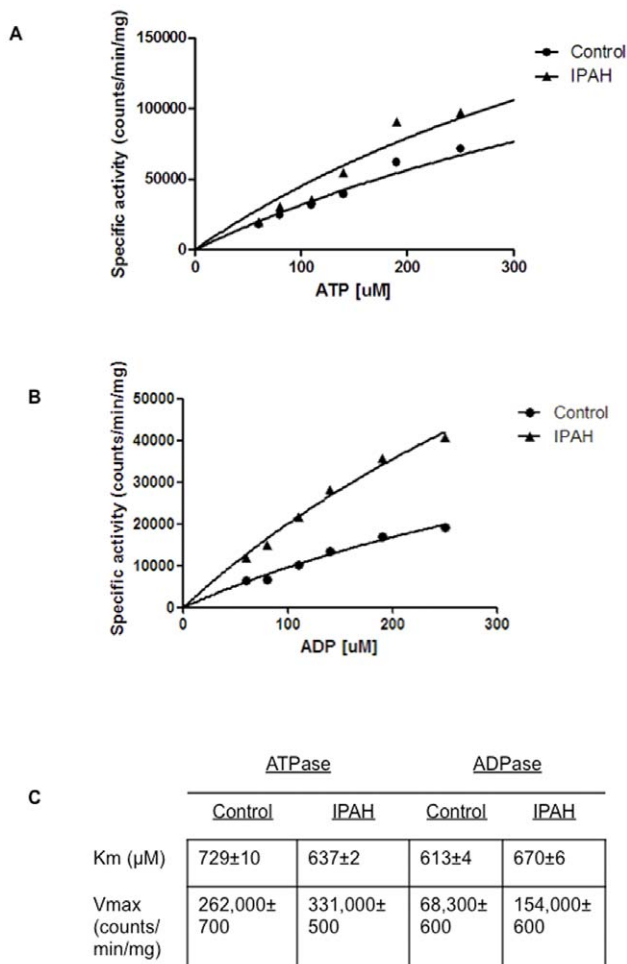 A
Specific activity (counts/min/mg)
150000
100000
50000
0
0 100 200 300
ATP [uM]
Control
IPAH
B
Specific activity (counts/min/mg)
50000
40000
30000
20000
10000
0
0 100 200 300
ADP [uM]
Control
IPAH
C
ATPase ADPase
Control IPAH Control IPAH
Km (μM) 729±10 637±2 613±4 670±6
Vmax 262,000± 331,000± 68,300± 154,000±
(counts/ 700 500 600 600
min/mg)